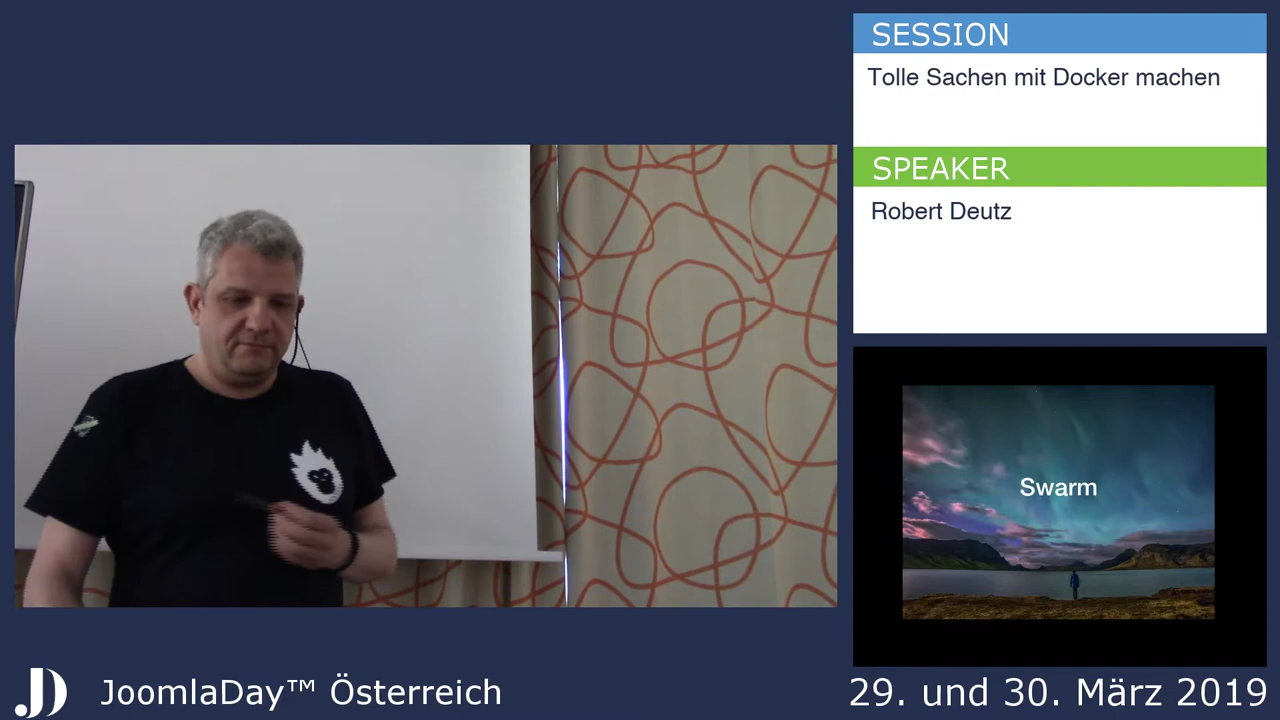 SESSION
Tolle Sachen mit Docker machen
SPEAKER
Robert Deutz
Swarm
JoomlaDay™ Österreich
29. und 30. März 2019